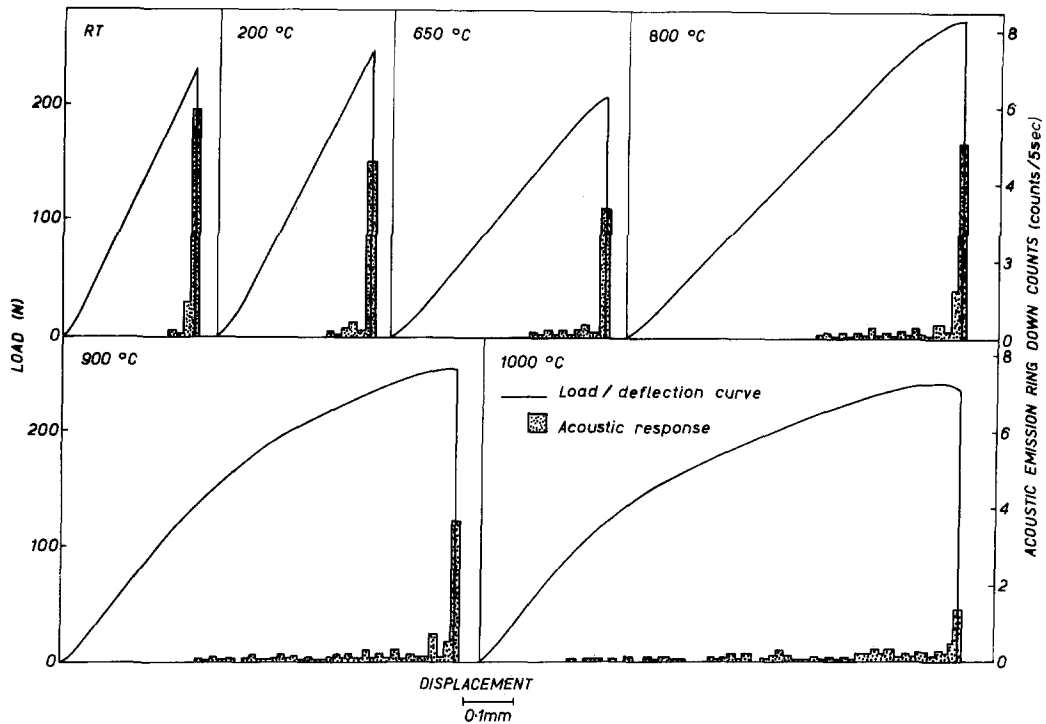 RT
200 °C
650 °C
800 °C
8
200
6
100
4
3
0
0
900 °C
1000 °C
8
Load / deflection curve
Acoustic response
200
6
100
4
2
0
0
LOAD (N)
ACOUSTIC EMISSION RING DOWN COUNTS (counts/5sec)
DISPLACEMENT
0·1mm